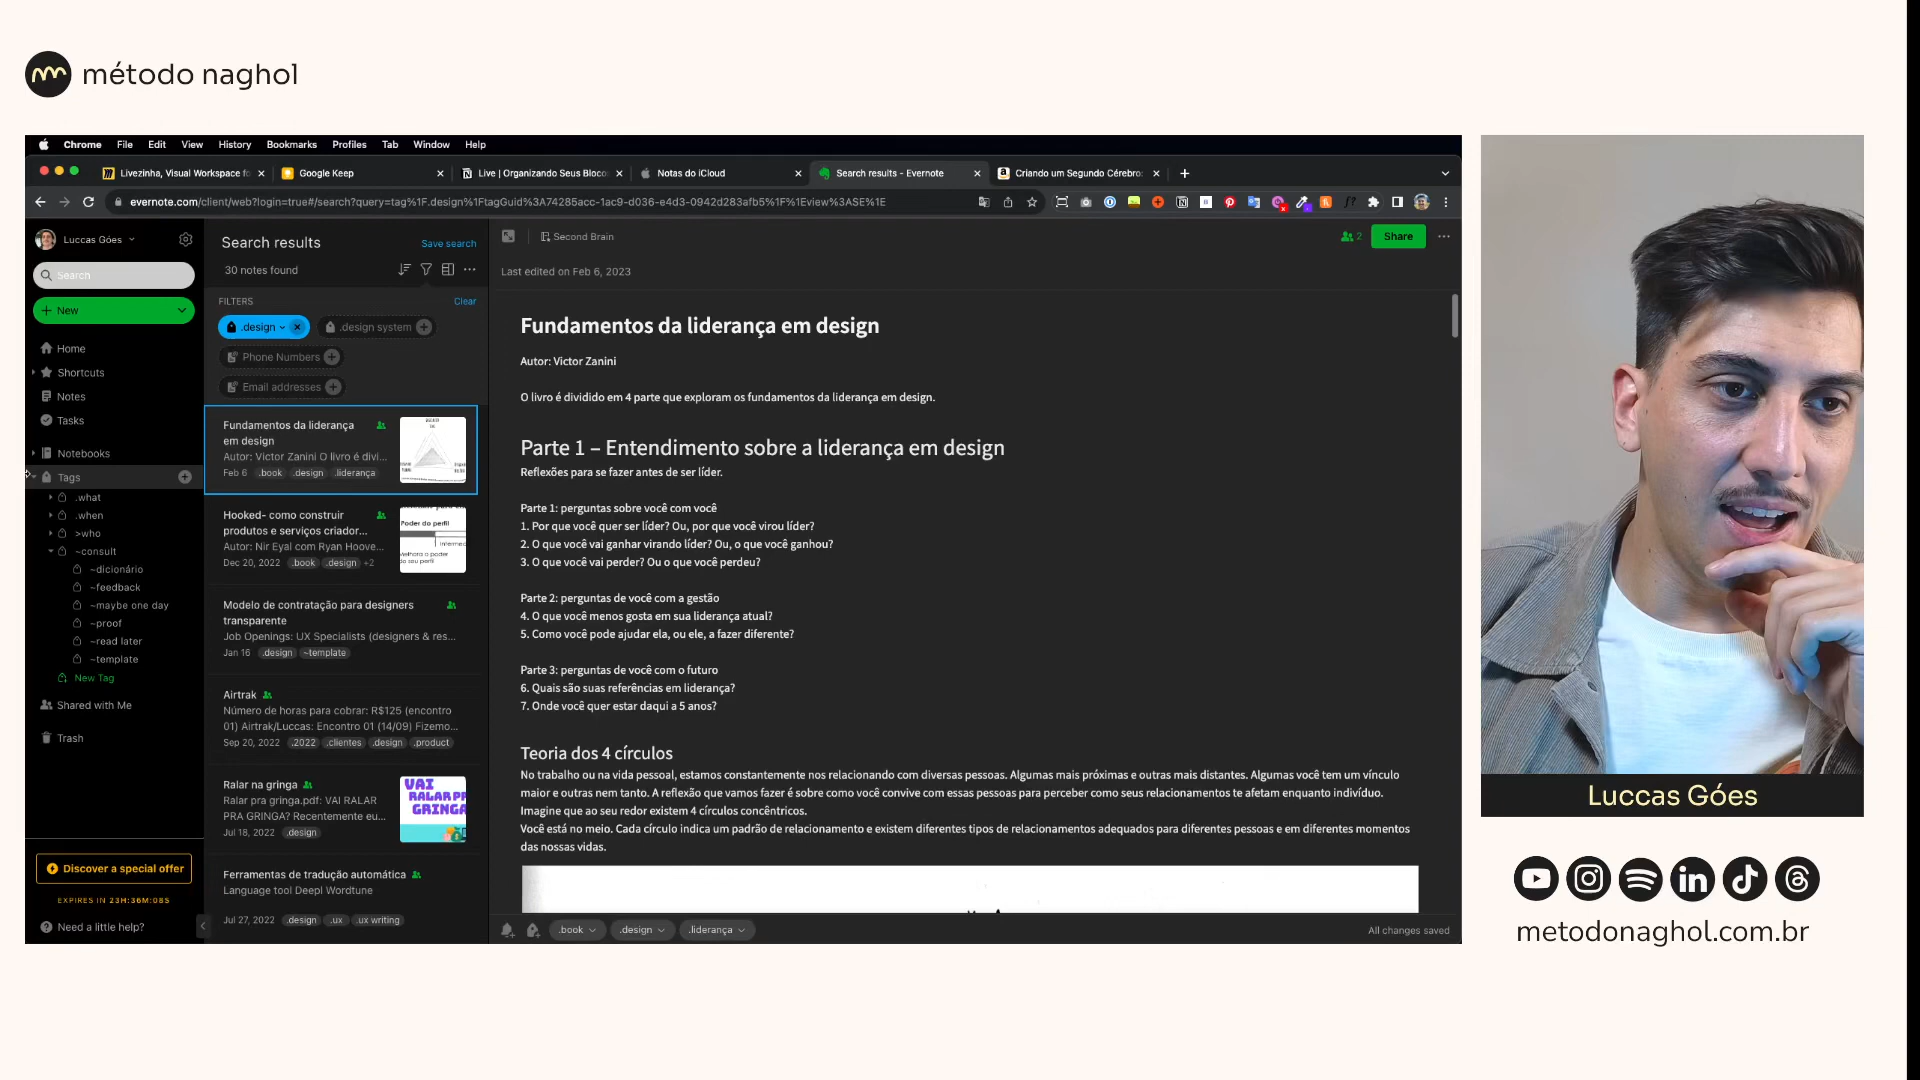 método naghol
Chrome File Edit View History Bookmarks Profiles Tab Window Help
Livezinha, Visual Workspace fo
Google Keep
Live | Organizando Seus Bloco
Notas do iCloud
Search results - Evernote
Criando um Segundo Cérebro:
evernote.com/client/web?login=true#/search?query=tag%1F.design%1FtagGuid%3A74285acc-1ac9-d036-e4d3-0942d283afb5%1F%1Eview%3ASE%1E
Luccas Góes
Search
New
Home
Shortcuts
Notes
Tasks
Notebooks
Tags
.what
.when
>who
~consult
~dicionário
~feedback
~maybe one day
~proof
~read later
~template
New Tag
Shared with Me
Trash
Discover a special offer
EXPIRES IN 23H:36M:08S
Need a little help?
Search results
Save search
30 notes found
FILTERS
Clear
.design
.design system
Phone Numbers
Email addresses
Fundamentos da liderança
em design
Autor: Victor Zanini O livro é divi...
Feb 6 .book .design .liderança
Hooked- como construir
produtos e serviços criador...
Autor: Nir Eyal com Ryan Hoove...
Dec 20, 2022 .book .design +2
Poder do perfil
Modelo de contratação para designers
transparente
Job Openings: UX Specialists (designers & res...
Jan 16 .design ~template
Airtrak
Número de horas para cobrar: R$125 (encontro
01) Airtrak/Luccas: Encontro 01 (14/09) Fizemo...
Sep 20, 2022 .2022 .clientes .design .product
Ralar na gringa
Ralar pra gringa.pdf: VAI RALAR
PRA GRINGA? Recentemente eu...
Jul 18, 2022 .design
VAI
RALAR PR
GRINGA
Ferramentas de tradução automática
Language tool Deepl Wordtune
Jul 27, 2022 .design .ux .ux writing
Second Brain
2
Share
Last edited on Feb 6, 2023
Fundamentos da liderança em design
Autor: Victor Zanini
O livro é dividido em 4 parte que exploram os fundamentos da liderança em design.
Parte 1 – Entendimento sobre a liderança em design
Reflexões para se fazer antes de ser líder.
Parte 1: perguntas sobre você com você
1. Por que você quer ser líder? Ou, por que você virou líder?
2. O que você vai ganhar virando líder? Ou, o que você ganhou?
3. O que você vai perder? Ou o que você perdeu?
Parte 2: perguntas de você com a gestão
4. O que você menos gosta em sua liderança atual?
5. Como você pode ajudar ela, ou ele, a fazer diferente?
Parte 3: perguntas de você com o futuro
6. Quais são suas referências em liderança?
7. Onde você quer estar daqui a 5 anos?
Teoria dos 4 círculos
No trabalho ou na vida pessoal, estamos constantemente nos relacionando com diversas pessoas. Algumas mais próximas e outras mais distantes. Algumas você tem um vínculo
maior e outras nem tanto. A reflexão que vamos fazer é sobre como você convive com essas pessoas para perceber como seus relacionamentos te afetam enquanto indivíduo.
Imagine que ao seu redor existem 4 círculos concêntricos.
Você está no meio. Cada círculo indica um padrão de relacionamento e existem diferentes tipos de relacionamentos adequados para diferentes pessoas e em diferentes momentos
das nossas vidas.
.book .design .liderança
All changes saved
Luccas Góes
metodonaghol.com.br